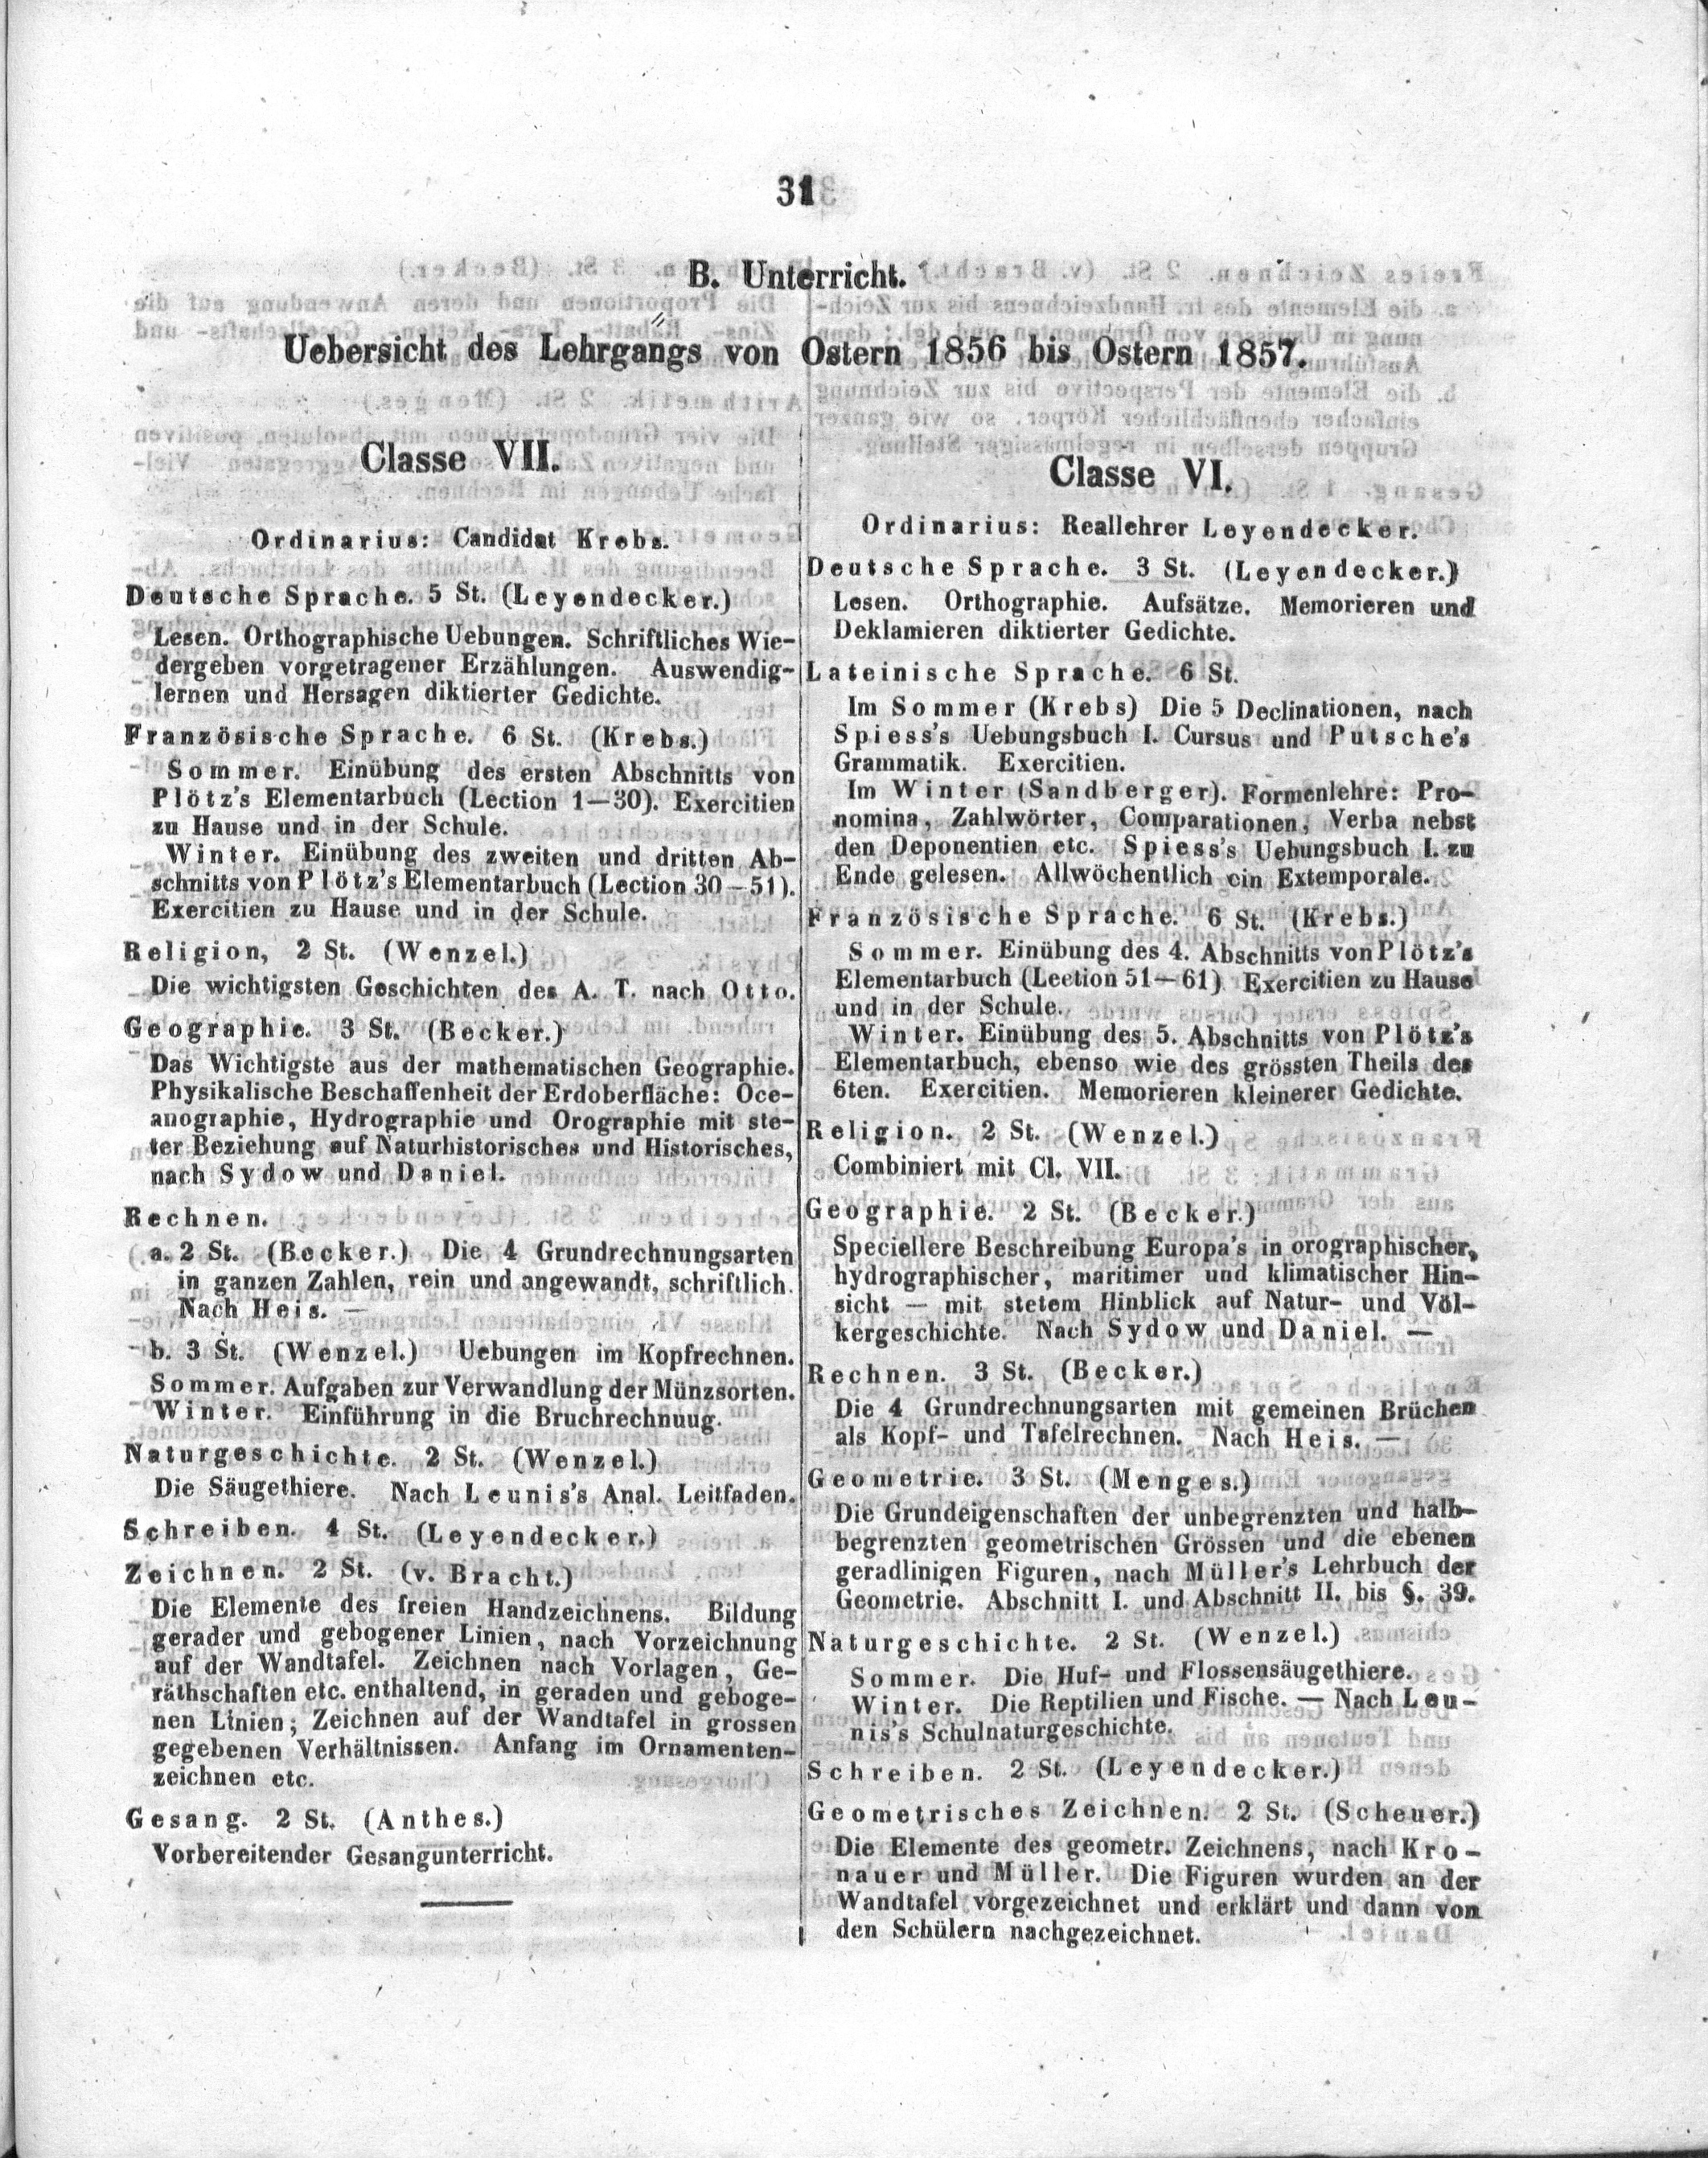 31
B. Unterricht.
Uebersicht des Lehrgangs von Ostern 1856 bis Ostern 1857.
Classe VII.
Ordinarius: Candidat Krebs.
Deutsche Sprache. 5 St. (Leyendecker.)
Lesen. Orthographische Uebungen. Schriftliches Wie-
dergeben vorgetragener Erzählungen. Auswendig-
lernen und Hersagen diktierter Gedichte.
Französische Sprache. 6 St. (Krebs.)
Sommer. Einübung des ersten Abschnitts von
Plötz's Elementarbuch (Lection 1—30). Exercitien
zu Hause und in der Schule.
Winter. Einübung des zweiten und dritten Ab-
schnitts von Plötz's Elementarbuch (Lection 30—51).
Exercitien zu Hause und in der Schule.
Religion, 2 St. (Wenzel.)
Die wichtigsten Geschichten des A. T. nach Otto.
Geographie. 3 St. (Becker.)
Das Wichtigste aus der mathematischen Geographie.
Physikalische Beschaffenheit der Erdoberfläche: Oce-
anographie, Hydrographie und Orographie mit ste-
ter Beziehung auf Naturhistorisches und Historisches,
nach Sydow und Daniel.
Rechnen.
a. 2 St. (Becker.) Die 4 Grundrechnungsarten
in ganzen Zahlen, rein und angewandt, schriftlich.
Nach Heis. —
b. 3 St. (Wenzel.) Uebungen im Kopfrechnen.
Sommer. Aufgaben zur Verwandlung der Münzsorten.
Winter. Einführung in die Bruchrechnuug.
Naturgeschichte. 2 St. (Wenzel.)
Die Säugethiere. Nach Leunis's Anal. Leitfaden.
Schreiben. 4 St. (Leyendecker.)
Zeichnen. 2 St. (v. Bracht.)
Die Elemente des freien Handzeichnens. Bildung
gerader und gebogener Linien, nach Vorzeichnung
auf der Wandtafel. Zeichnen nach Vorlagen, Ge-
räthschaften etc. enthaltend, in geraden und geboge-
nen Linien; Zeichnen auf der Wandtafel in grossen
gegebenen Verhältnissen. Anfang im Ornamenten-
zeichnen etc.
Gesang. 2 St. (Anthes.)
Vorbereitender Gesangunterricht.
Classe VI.
Ordinarius: Reallehrer Leyendecker.
Deutsche Sprache. 3 St. (Leyendecker.)
Lesen. Orthographie. Aufsätze. Memorieren und
Deklamieren diktierter Gedichte.
Lateinische Sprache. 6 St.
Im Sommer (Krebs) Die 5 Declinationen, nach
Spiess's Uebungsbuch I. Cursus und Putsche's
Grammatik. Exercitien.
Im Winter (Sandberger). Formenlehre: Pro-
nomina, Zahlwörter, Comparationen, Verba nebst
den Deponentien etc. Spiess's Uebungsbuch I. zu
Ende gelesen. Allwöchentlich ein Extemporale.
Französische Sprache. 6 St. (Krebs.)
Sommer. Einübung des 4. Abschnitts von Plötz's
Elementarbuch (Lection 51—61) Exercitien zu Hause
und in der Schule.
Winter. Einübung des 5. Abschnitts von Plötz's
Elementarbuch, ebenso wie des grössten Theils des
6ten. Exercitien. Memorieren kleinerer Gedichte.
Religion. 2 St. (Wenzel.)
Combiniert mit Cl. VII.
Geographie. 2 St. (Becker.)
Speciellere Beschreibung Europa's in orographischer,
hydrographischer, maritimer und klimatischer Hin-
sicht — mit stetem Hinblick auf Natur- und Völ-
kergeschichte. Nach Sydow und Daniel. —
Rechnen. 3 St. (Becker.)
Die 4 Grundrechnungsarten mit gemeinen Brüchen
als Kopf- und Tafelrechnen. Nach Heis. —
Geometrie. 3 St. (Menges.)
Die Grundeigenschaften der unbegrenzten und halb-
begrenzten geometrischen Grössen und die ebenen
geradlinigen Figuren, nach Müller's Lehrbuch der
Geometrie. Abschnitt I. und Abschnitt II. bis §. 39.
Naturgeschichte. 2 St. (Wenzel.)
Sommer. Die Huf- und Flossensäugethiere.
Winter. Die Reptilien und Fische. — Nach Leu-
nis's Schulnaturgeschichte.
Schreiben. 2 St. (Leyendecker.)
Geometrisches Zeichnen. 2 St. (Scheuer.)
Die Elemente des geometr. Zeichnens, nach Kro-
nauer und Müller. Die Figuren wurden an der
Wandtafel vorgezeichnet und erklärt und dann von
den Schülern nachgezeichnet.